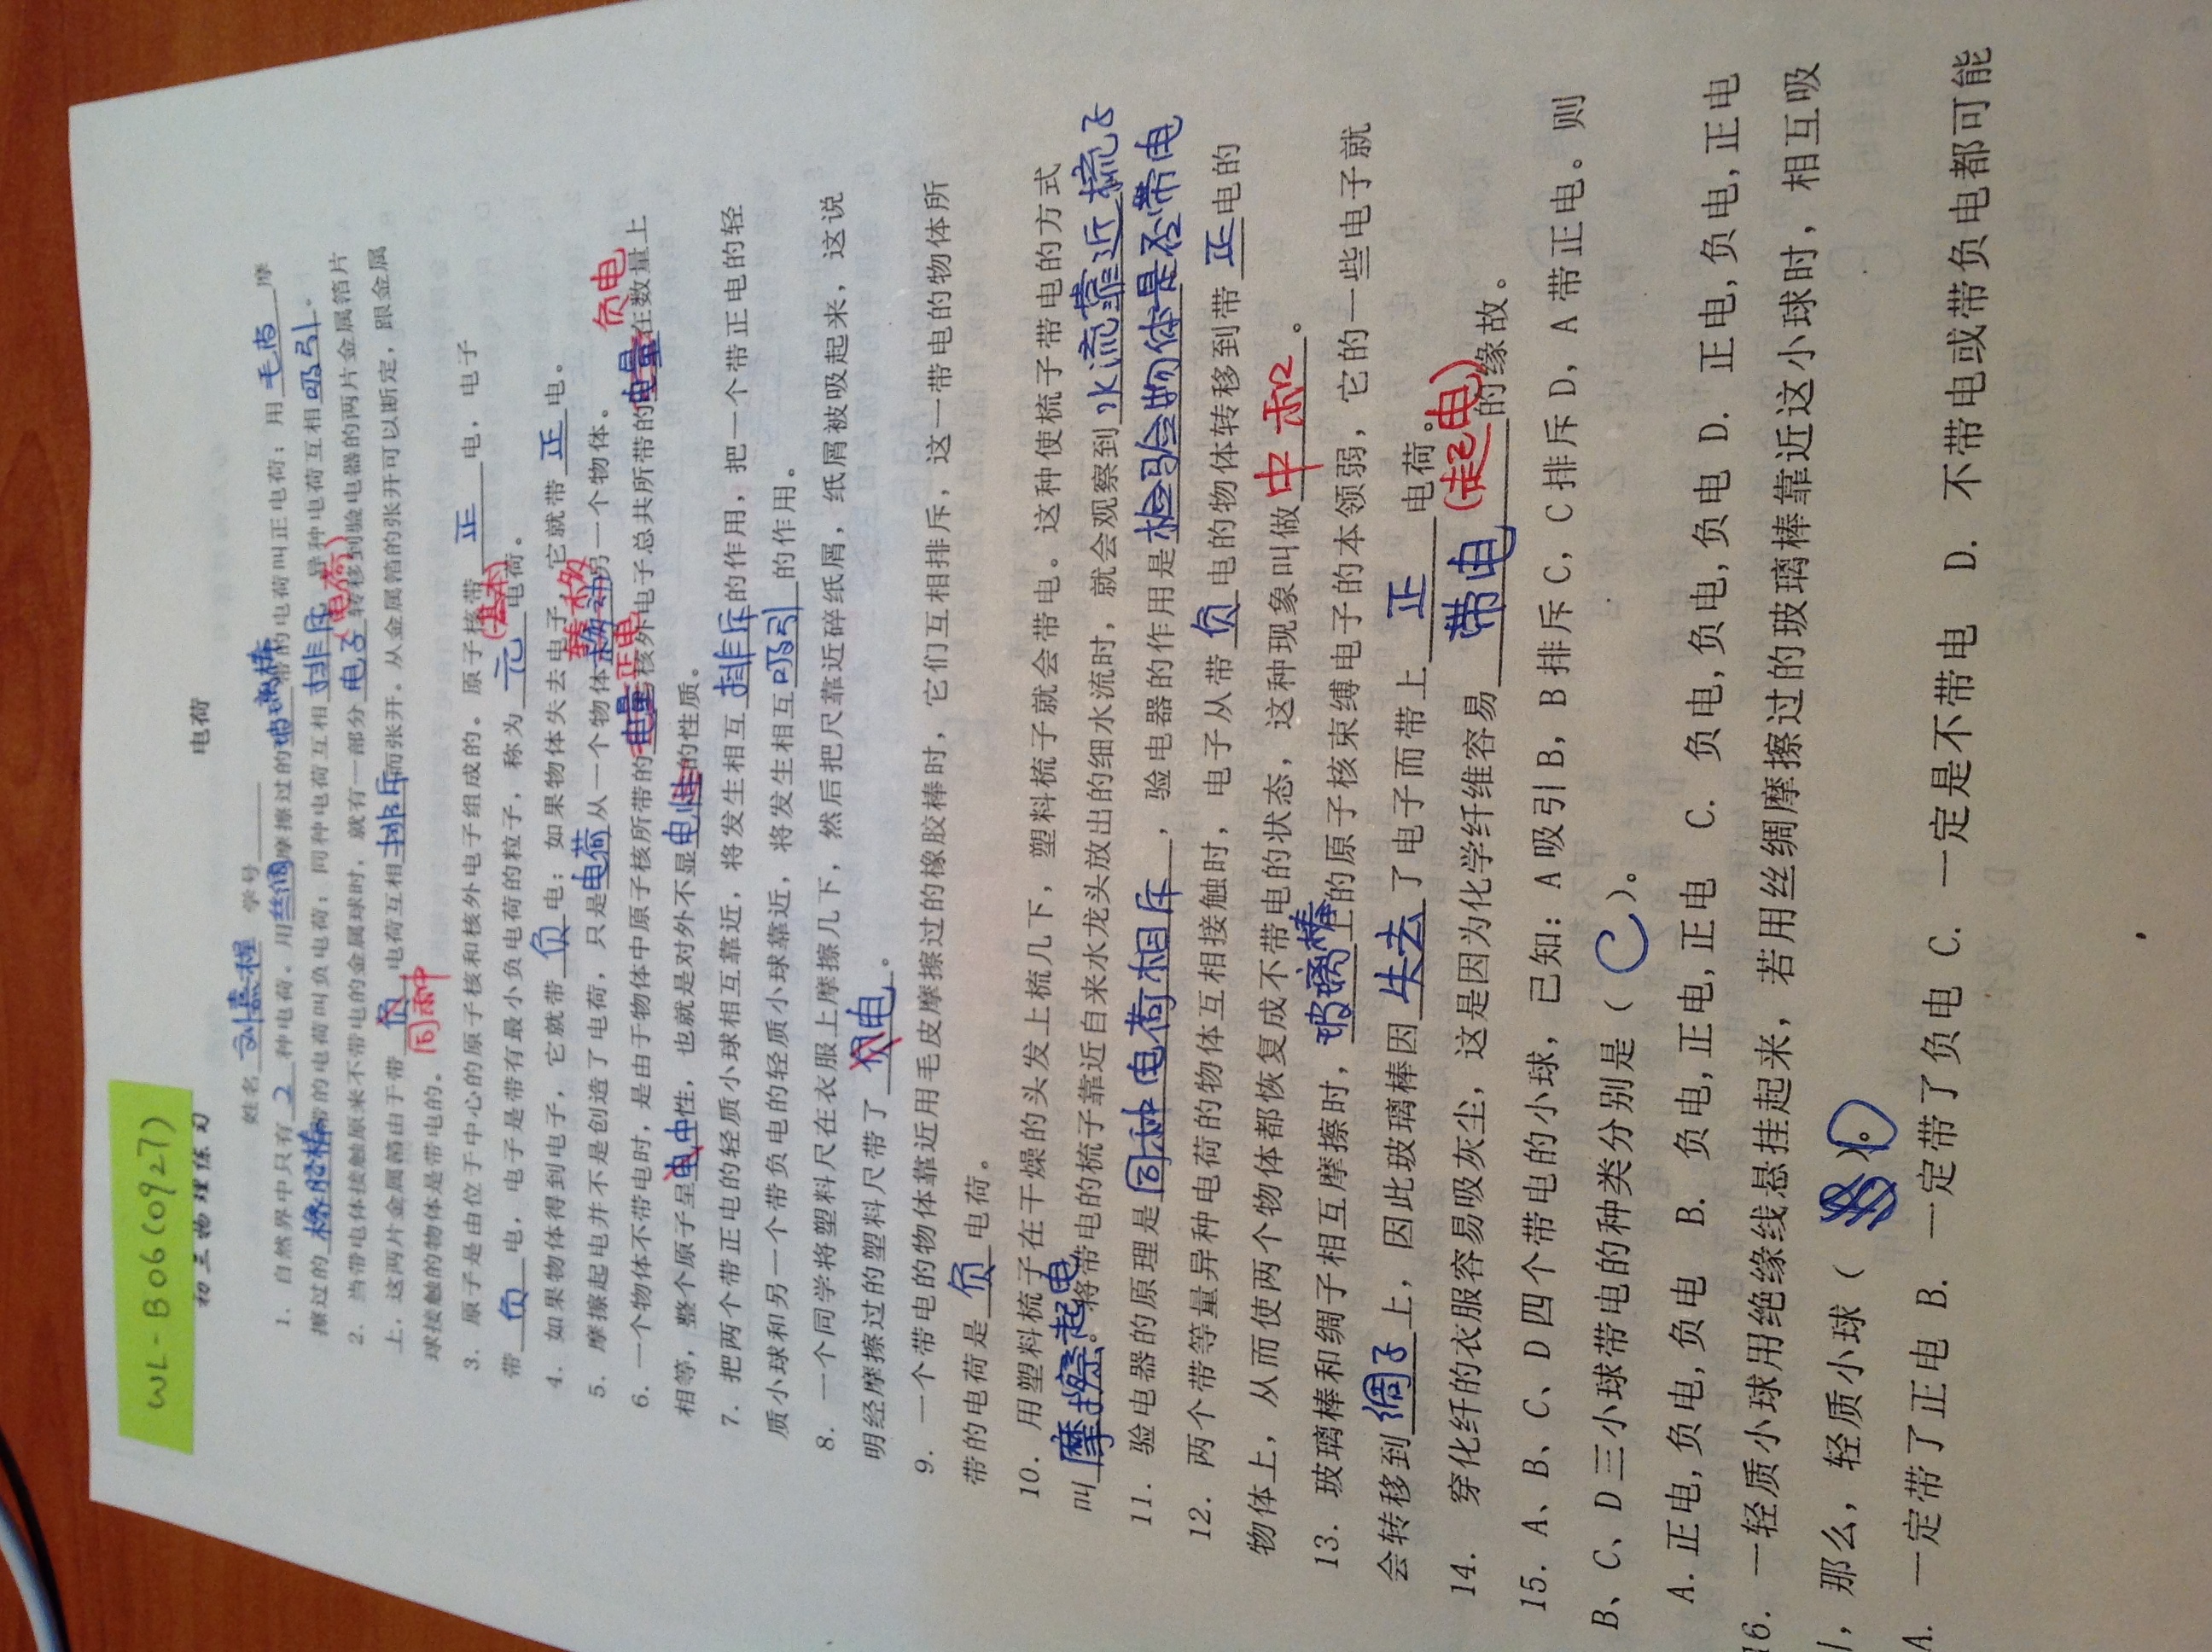 WL-B06(0927)
初三物理练习 电荷
姓名 刘熹程 学号
1. 自然界中只有 2 种电荷。用丝绸摩擦过的玻璃棒带的电荷叫正电荷；用 毛皮 摩
擦过的 橡胶棒 带的电荷叫负电荷；同种电荷互相 排斥 异种电荷互相 吸引 。
2. 当带电体接触原来不带电的金属球时，就有一部分 电子 (电荷) 转移到验电器的两片金属箔片
上，这两片金属箔由于带 负 电荷互相 排斥 而张开。从金属箔的张开可以断定，跟金属
球接触的物体是带电的。 同种
3. 原子是由位于中心的原子核和核外电子组成的。原子核带 正 电，电子
带 负 电，电子是带有最小负电荷的粒子，称为 元 (基本) 电荷。
4. 如果物体得到电子，它就带 负 电；如果物体失去电子，它就带 正 电。
5. 摩擦起电并不是创造了电荷，只是 电荷 从一个物体 移动 转移 另一个物体。
6. 一个物体不带电时，是由于物体中原子核所带的 电量 正电 与核外电子总共所带的 电量 负电 在数量上
相等，整个原子呈 电中 性，也就是对外不显 电性 的性质。
7. 把两个带正电的轻质小球相互靠近，将发生相互 排斥 的作用，把一个带正电的轻
质小球和另一个带负电的轻质小球靠近，将发生相互 吸引 的作用。
8. 一个同学将塑料尺在衣服上摩擦几下，然后把尺靠近碎纸屑，纸屑被吸起来，这说
明经摩擦过的塑料尺带了 负电 。
9. 一个带电的物体靠近用毛皮摩擦过的橡胶棒时，它们互相排斥，这一带电的物体所
带的电荷是 负 电荷。
10. 用塑料梳子在干燥的头发上梳几下，塑料梳子就会带电。这种使梳子带电的方式
叫 摩擦起电 。将带电的梳子靠近自来水龙头放出的细水流时，就会观察到 水流靠近梳子
11. 验电器的原理是 同种电荷相斥 ，验电器的作用是 检验物体是否带电
12. 两个带等量异种电荷的物体互相接触时，电子从带 负 电的物体转移到带 正 电的
物体上，从而使两个物体都恢复成不带电的状态，这种现象叫做 中和 。
13. 玻璃棒和绸子相互摩擦时， 玻璃棒 上的原子核束缚电子的本领弱，它的一些电子就
会转移到 绸子 上，因此玻璃棒因 失去 了电子而带上 正 电荷。
14. 穿化纤的衣服容易吸灰尘，这是因为化学纤维容易 带电 (起电) 的缘故。
15. A、B、C、D四个带电的小球，已知：A吸引B，B排斥C，C排斥D，A带正电。则
B、C、D三小球带电的种类分别是（ C ）。
A. 正电,负电,负电 B. 负电,正电,正电 C. 负电,负电,负电 D. 正电,负电,正电
16. 一轻质小球用绝缘线悬挂起来，若用丝绸摩擦过的玻璃棒靠近这小球时，相互吸
引，那么，轻质小球（ ）。D
A. 一定带了正电 B. 一定带了负电 C. 一定是不带电 D. 不带电或带负电都可能